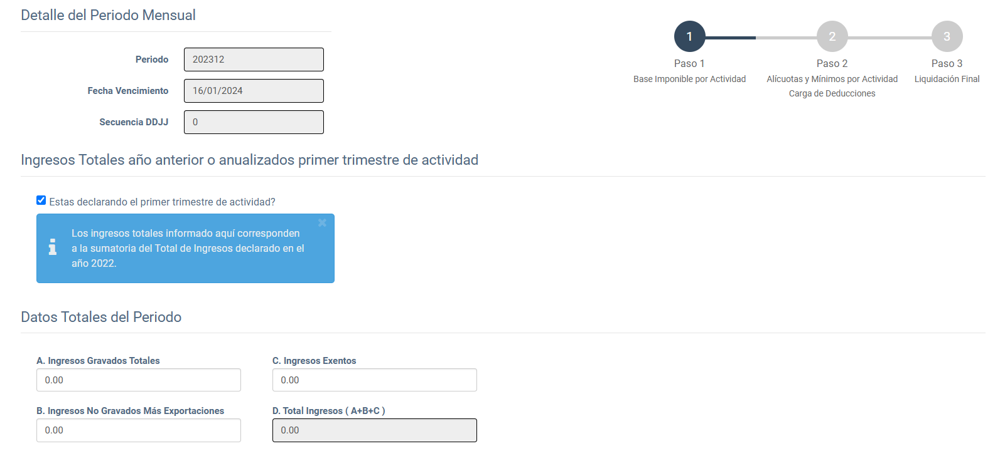 Detalle del Periodo Mensual
Periodo
202312
Fecha Vencimiento
16/01/2024
Secuencia DDJJ
0
1
2
3
Paso 1
Paso 2
Paso 3
Base Imponible por Actividad
Alícuotas y Mínimos por Actividad
Carga de Deducciones
Liquidación Final
Ingresos Totales año anterior o anualizados primer trimestre de actividad
Estas declarando el primer trimestre de actividad?
Los ingresos totales informado aquí corresponden
a la sumatoria del Total de Ingresos declarado en el
año 2022.
Datos Totales del Periodo
A. Ingresos Gravados Totales
0.00
C. Ingresos Exentos
0.00
B. Ingresos No Gravados Más Exportaciones
0.00
D. Total Ingresos ( A+B+C )
0.00